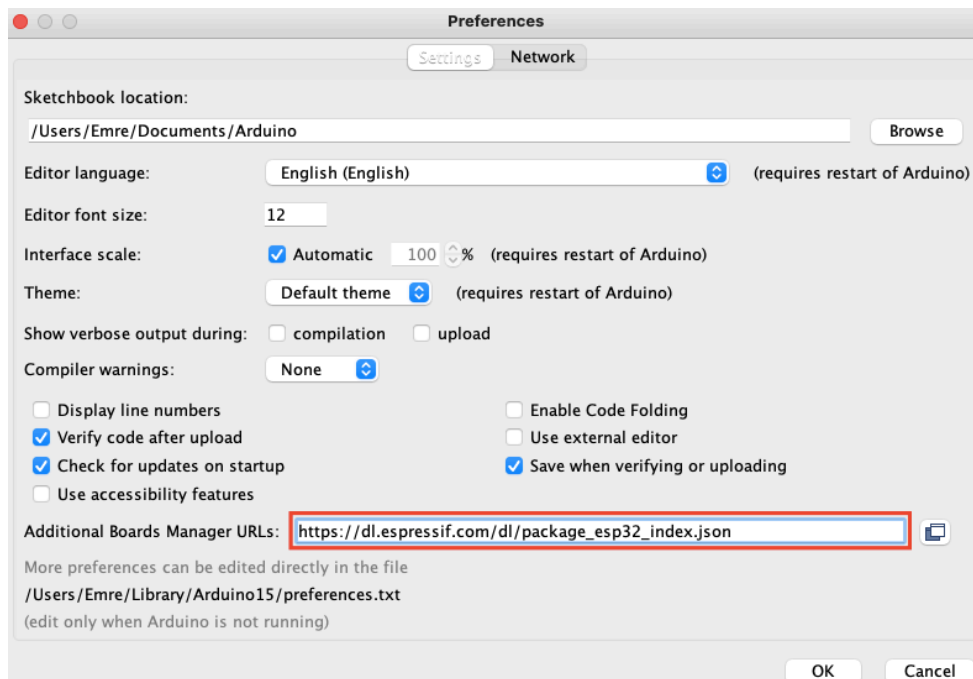 Preferences
Settings Network
Sketchbook location:
/Users/Emre/Documents/Arduino Browse
Editor language: English (English) (requires restart of Arduino)
Editor font size: 12
Interface scale: Automatic 100 % (requires restart of Arduino)
Theme: Default theme (requires restart of Arduino)
Show verbose output during: compilation upload
Compiler warnings: None
Display line numbers Enable Code Folding
Verify code after upload Use external editor
Check for updates on startup Save when verifying or uploading
Use accessibility features
Additional Boards Manager URLs: https://dl.espressif.com/dl/package_esp32_index.json
More preferences can be edited directly in the file
/Users/Emre/Library/Arduino15/preferences.txt
(edit only when Arduino is not running)
OK Cancel